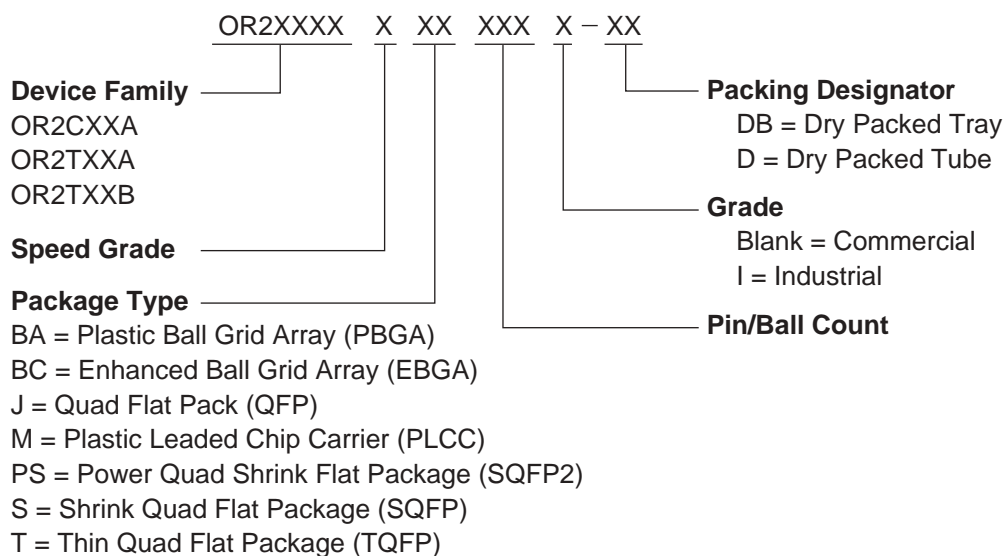 OR2XXXX X XX XXX X – XX
Device Family
OR2CXXA
OR2TXXA
OR2TXXB
Speed Grade
Package Type
BA = Plastic Ball Grid Array (PBGA)
BC = Enhanced Ball Grid Array (EBGA)
J = Quad Flat Pack (QFP)
M = Plastic Leaded Chip Carrier (PLCC)
PS = Power Quad Shrink Flat Package (SQFP2)
S = Shrink Quad Flat Package (SQFP)
T = Thin Quad Flat Package (TQFP)
Packing Designator
DB = Dry Packed Tray
D = Dry Packed Tube
Grade
Blank = Commercial
I = Industrial
Pin/Ball Count